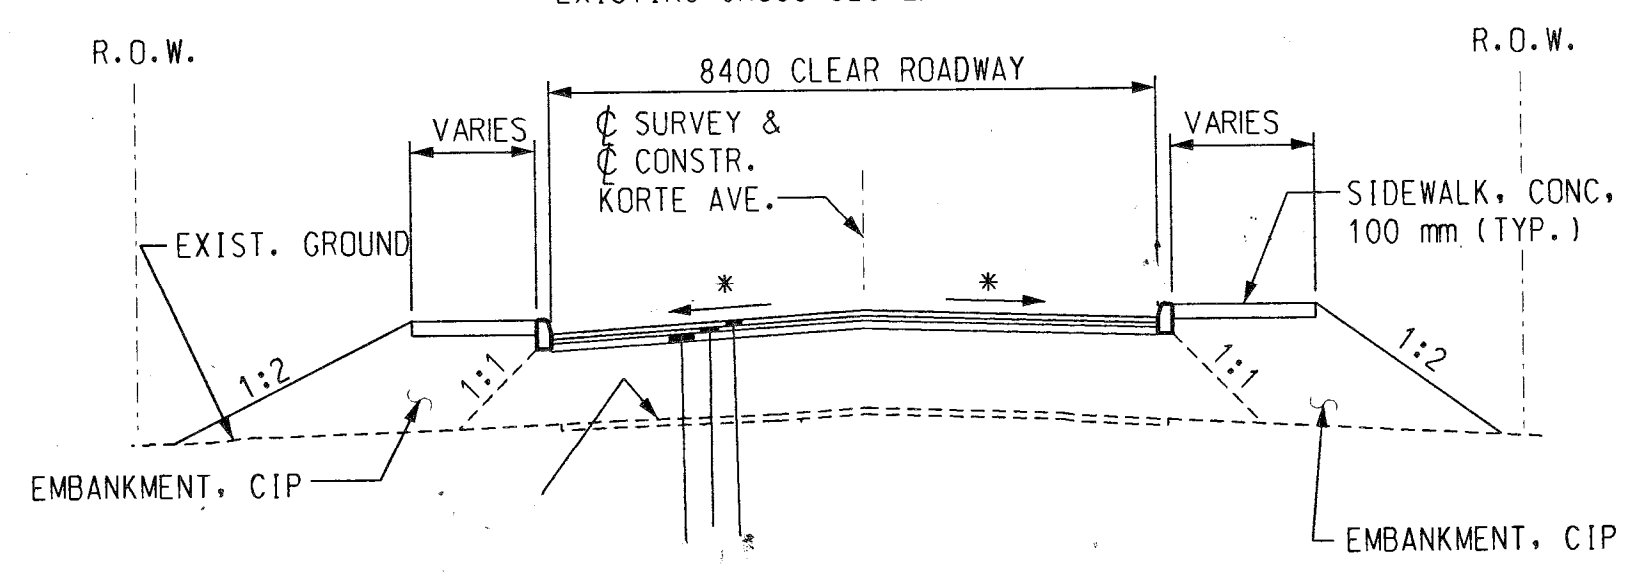 R.O.W.
R.O.W.
8400 CLEAR ROADWAY
VARIES
VARIES
℄ SURVEY &
℄ CONSTR.
KORTE AVE.
SIDEWALK, CONC,
100 mm (TYP.)
EXIST. GROUND
*
*
1:2
1:1
1:1
1:2
EMBANKMENT, CIP
EMBANKMENT, CIP